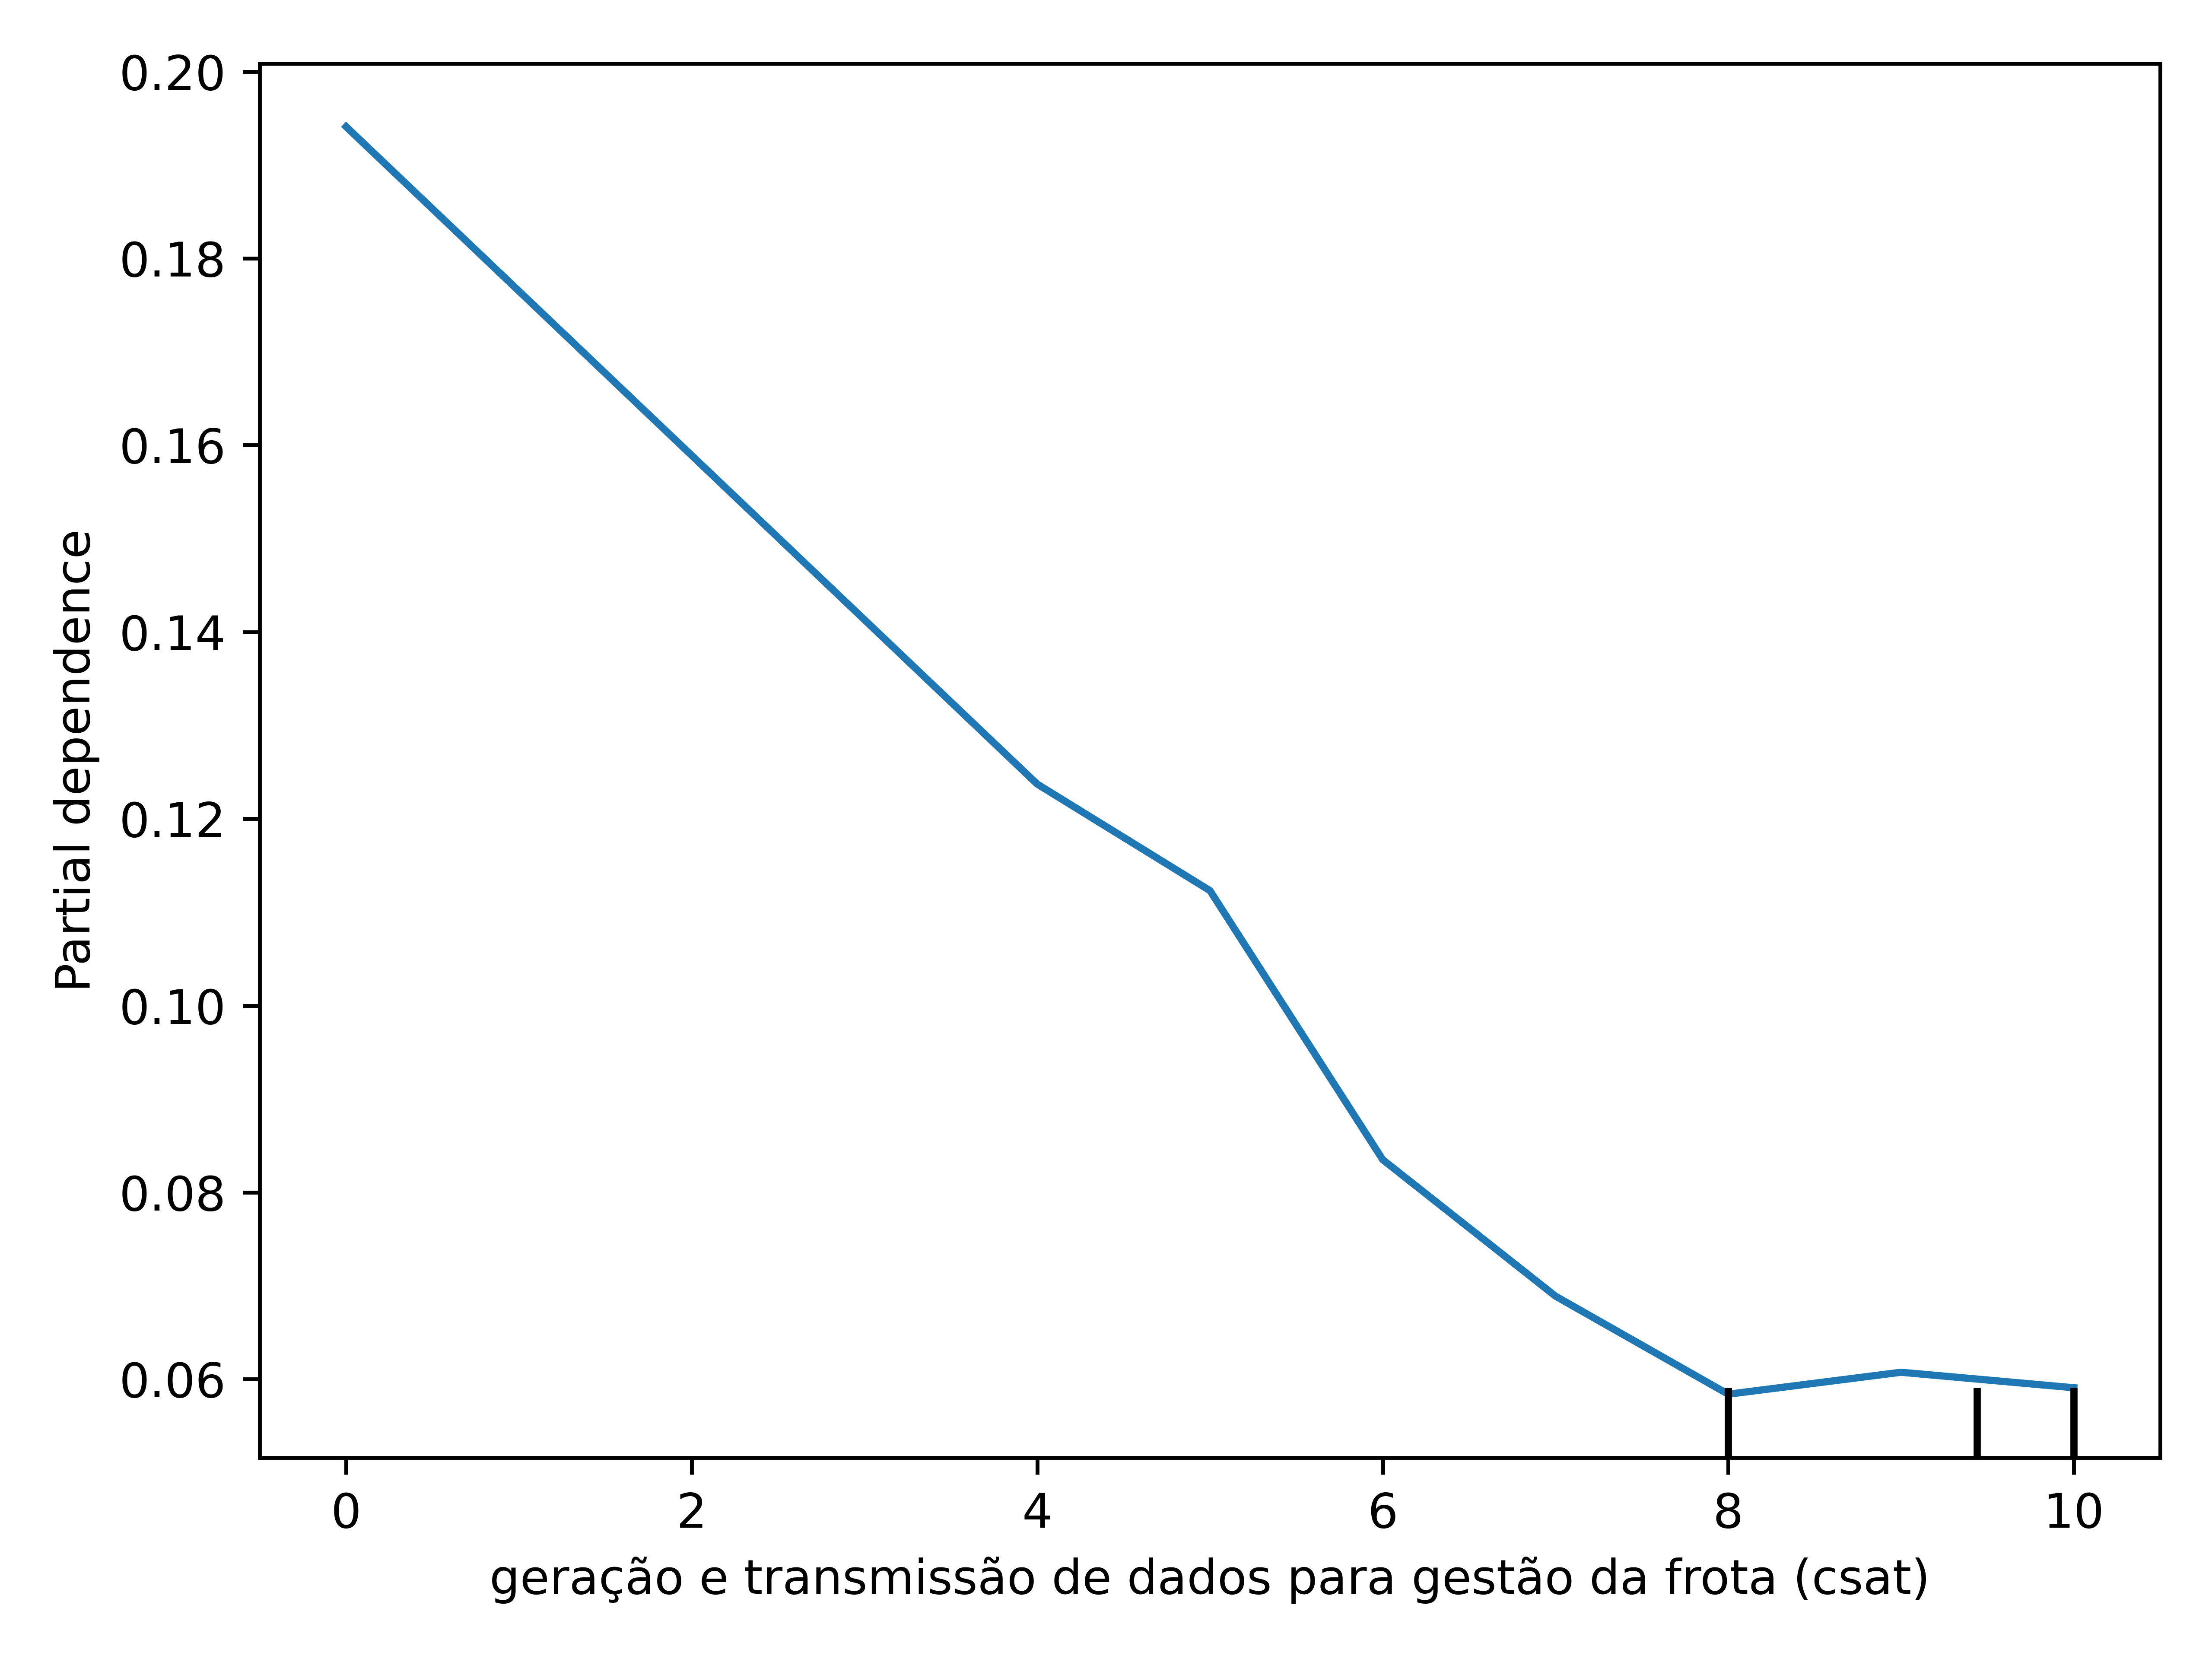 0.20
0.18
0.16
0.14
0.12
0.10
0.08
0.06
Partial dependence
0 2 4 6 8 10
geração e transmissão de dados para gestão da frota (csat)